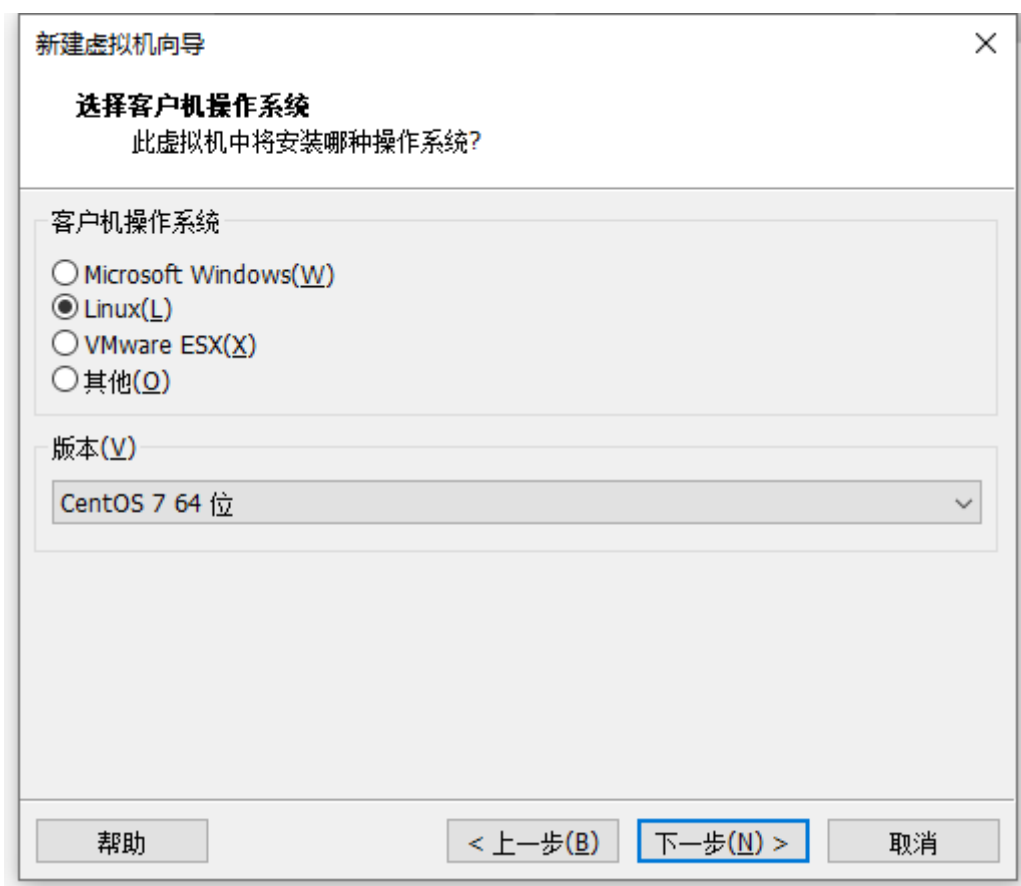 新建虚拟机向导
选择客户机操作系统
此虚拟机中将安装哪种操作系统?
客户机操作系统
Microsoft Windows(W)
Linux(L)
VMware ESX(X)
其他(O)
版本(V)
CentOS 7 64 位
帮助
< 上一步(B)
下一步(N) >
取消